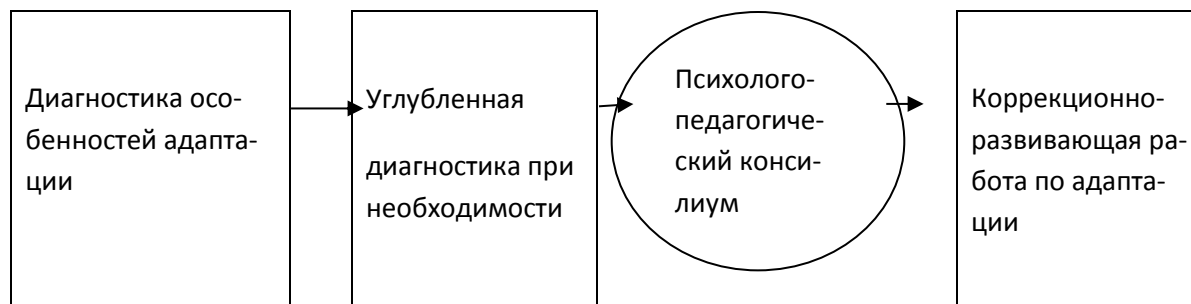 Диагностика осо-
бенностей адапта-
ции
Углубленная
диагностика при
необходимости
Психолого-
педагогиче-
ский конси-
лиум
Коррекционно-
развивающая ра-
бота по адапта-
ции